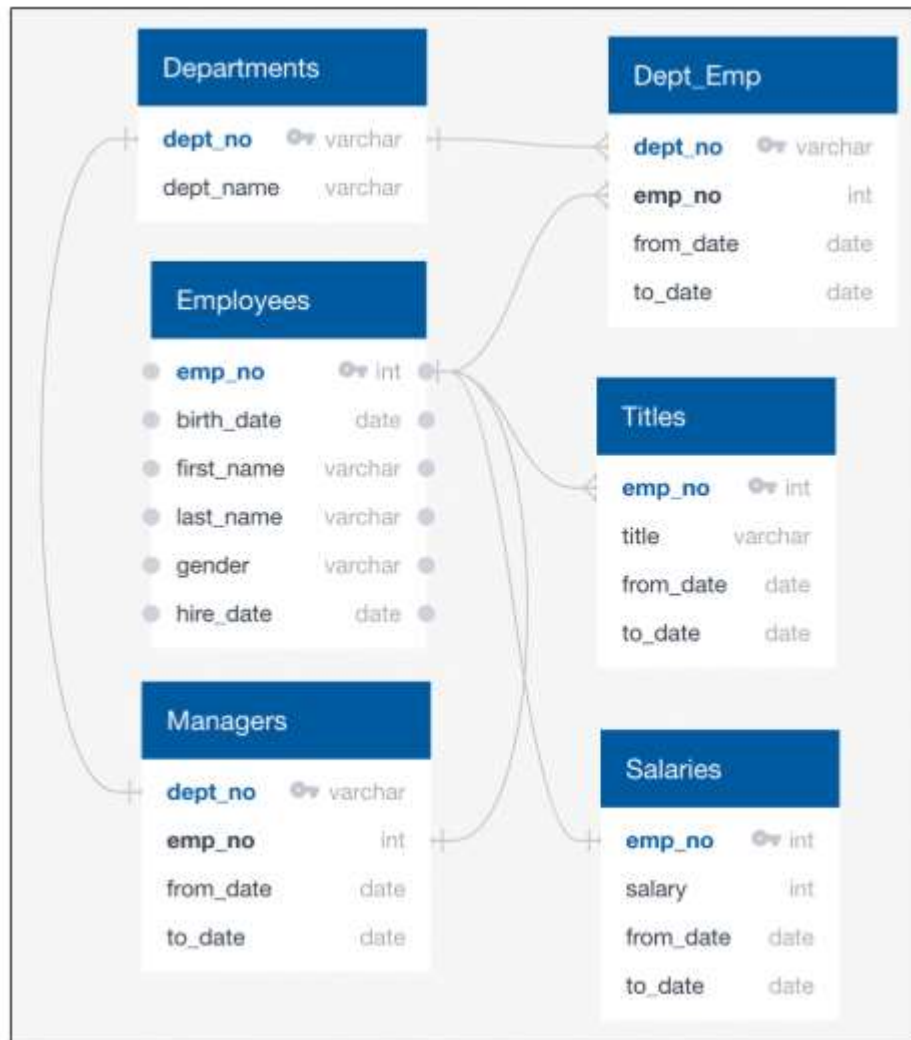 Departments
dept_no varchar
dept_name varchar
Employees
emp_no int
birth_date date
first_name varchar
last_name varchar
gender varchar
hire_date date
Managers
dept_no varchar
emp_no int
from_date date
to_date date
Dept_Emp
dept_no varchar
emp_no int
from_date date
to_date date
Titles
emp_no int
title varchar
from_date date
to_date date
Salaries
emp_no int
salary int
from_date date
to_date date